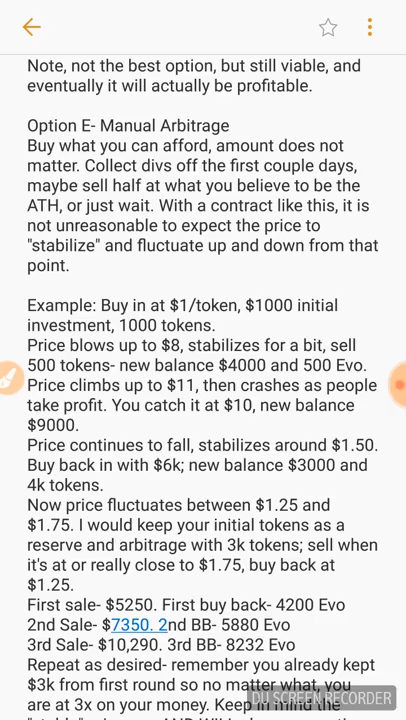 Note, not the best option, but still viable, and
eventually it will actually be profitable.
Option E- Manual Arbitrage
Buy what you can afford, amount does not
matter. Collect divs off the first couple days,
maybe sell half at what you believe to be the
ATH, or just wait. With a contract like this, it is
not unreasonable to expect the price to
"stabilize" and fluctuate up and down from that
point.
Example: Buy in at $1/token, $1000 initial
investment, 1000 tokens.
Price blows up to $8, stabilizes for a bit, sell
500 tokens- new balance $4000 and 500 Evo.
Price climbs up to $11, then crashes as people
take profit. You catch it at $10, new balance
$9000.
Price continues to fall, stabilizes around $1.50.
Buy back in with $6k; new balance $3000 and
4k tokens.
Now price fluctuates between $1.25 and
$1.75. I would keep your initial tokens as a
reserve and arbitrage with 3k tokens; sell when
it's at or really close to $1.75, buy back at
$1.25.
First sale- $5250. First buy back- 4200 Evo
2nd Sale- $7350. 2nd BB- 5880 Evo
3rd Sale- $10,290. 3rd BB- 8232 Evo
Repeat as desired- remember you already kept
$3k from first round so no matter what, you
are at 3x on your money. Keep in mind the
DU SCREEN RECORDER